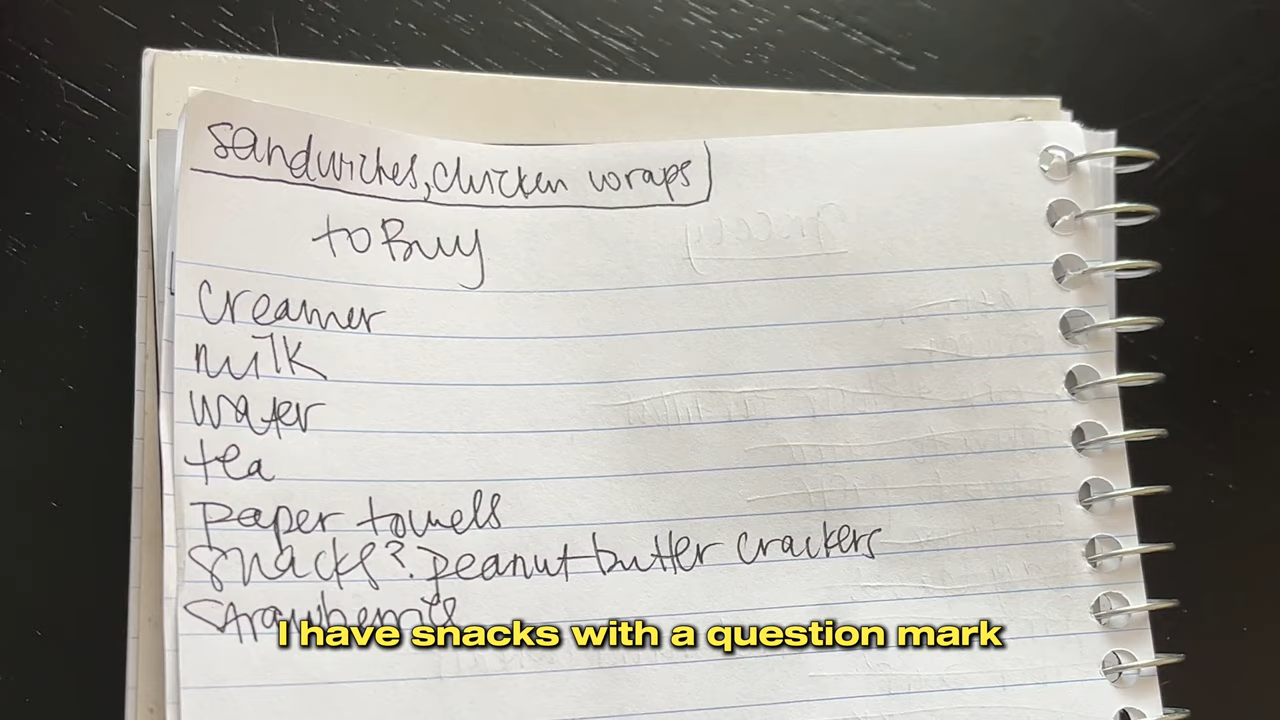 sandwiches, chicken wraps
to Buy
creamer
milk
water
tea
paper towels
snacks? peanut butter crackers
strawberries
I have snacks with a question mark